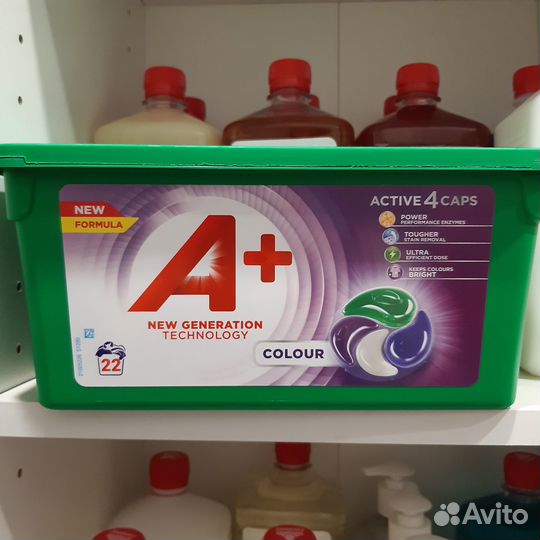 NEW
FORMULA
A+
NEW GENERATION
TECHNOLOGY
COLOUR
22
ACTIVE 4 CAPS
POWER
PERFORMANCE ENZYMES
TOUGHER
STAIN REMOVAL
ULTRA
EFFICIENT DOSE
KEEPS COLOURS
BRIGHT
Avito